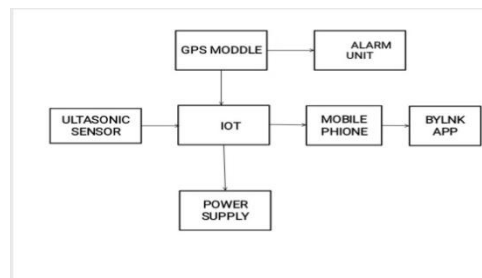 GPS MODDLE
ALARM
UNIT
ULTASONIC
SENSOR
IOT
MOBILE
PHIONE
BYLNK
APP
POWER
SUPPLY